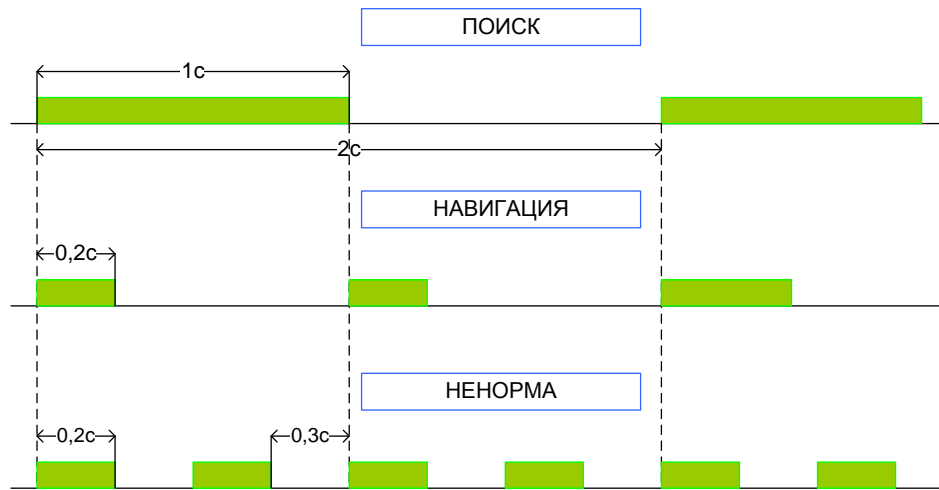 ПОИСК
1с
2с
НАВИГАЦИЯ
0,2с
НЕНОРМА
0,2с
0,3с